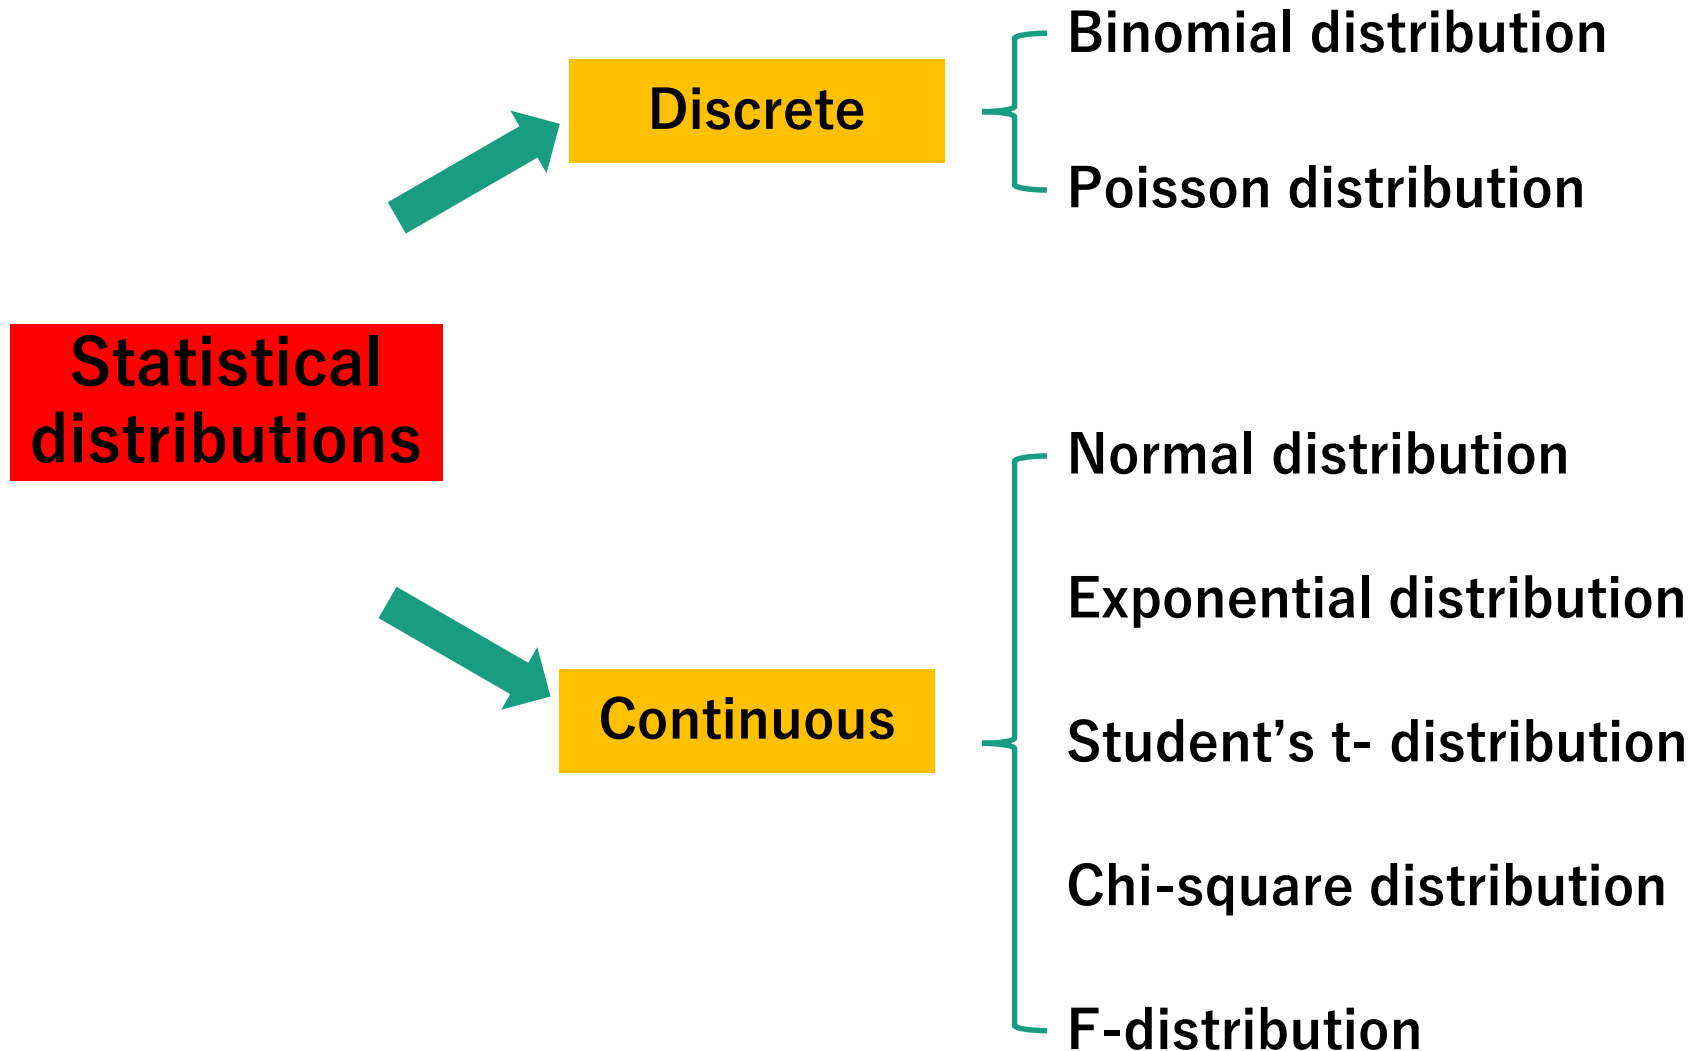 Statistical
distributions
Discrete
Binomial distribution
Poisson distribution
Continuous
Normal distribution
Exponential distribution
Student’s t- distribution
Chi-square distribution
F-distribution